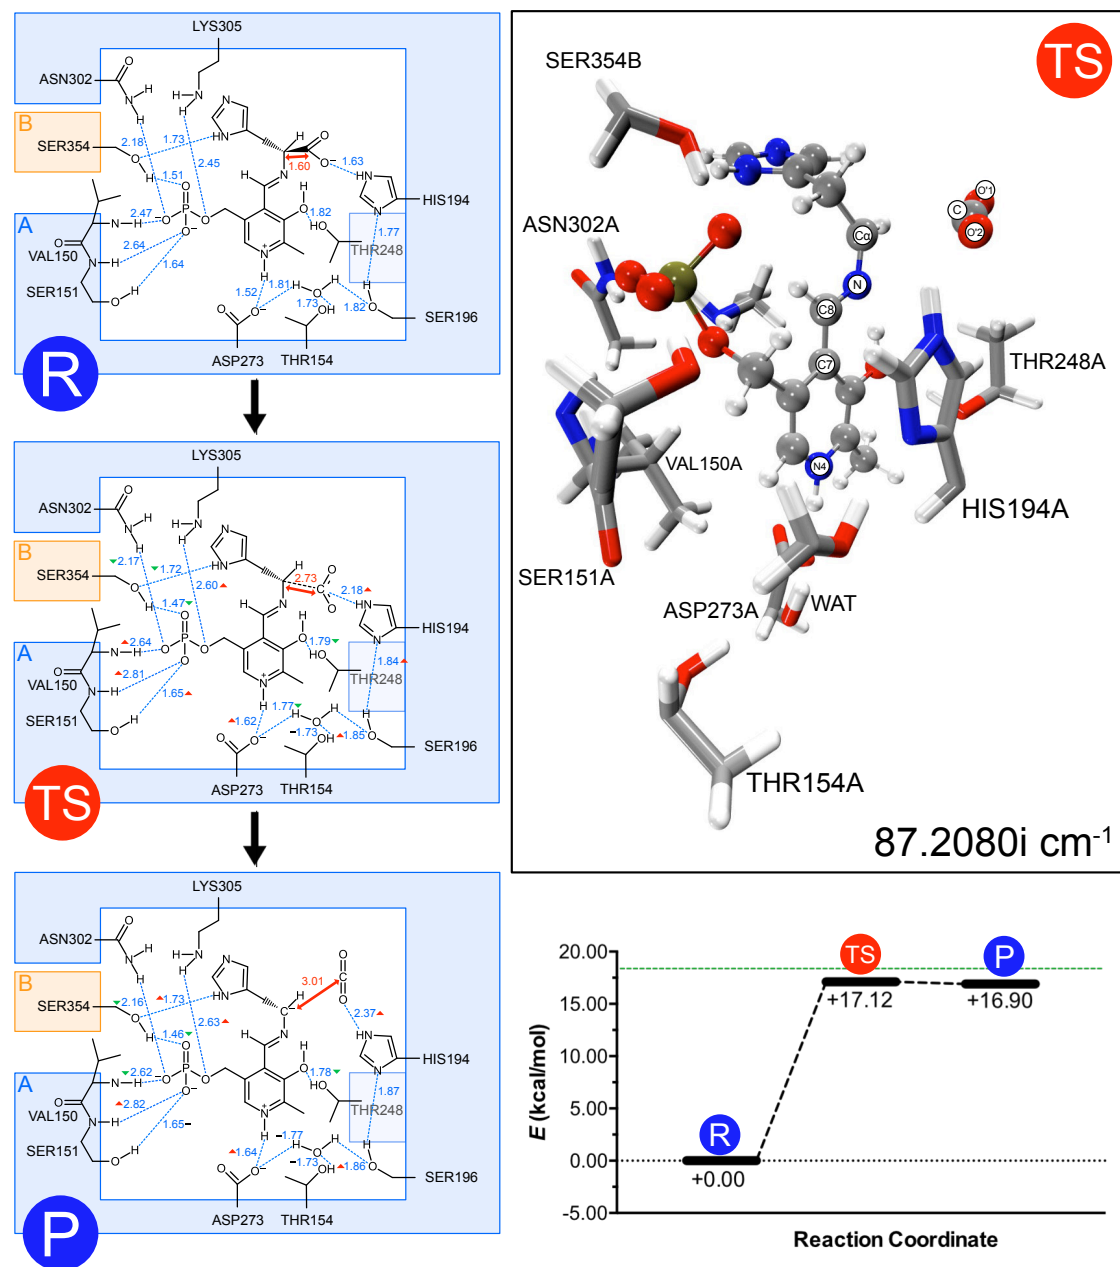 LYS305
ASN302
B
SER354
2.18
1.73
2.45
1.60
1.63
1.51
HIS194
A
2.47
1.82
1.77
VAL150
2.64
THR248
SER151
1.64
1.52
1.81
1.73
1.82
SER196
ASP273
THR154
R
LYS305
ASN302
B
SER354
2.17
1.72
2.60
2.73
2.18
1.47
HIS194
A
2.64
1.79
1.84
VAL150
2.81
THR248
SER151
1.65
1.62
1.77
–1.73
1.85
SER196
ASP273
THR154
TS
LYS305
ASN302
B
SER354
2.16
1.73
2.63
3.01
2.37
1.46
HIS194
A
2.62
1.78
1.87
VAL150
2.82
THR248
SER151
1.65–
1.64
–1.77
–1.73
1.86
SER196
ASP273
THR154
P
TS
SER354B
O'1
C
O'2
Cα
ASN302A
N
C8
C7
THR248A
VAL150A
N4
HIS194A
SER151A
ASP273A
WAT
THR154A
87.2080i cm-1
E (kcal/mol)
20.00
15.00
10.00
5.00
0.00
-5.00
R
+0.00
TS
+17.12
P
+16.90
Reaction Coordinate